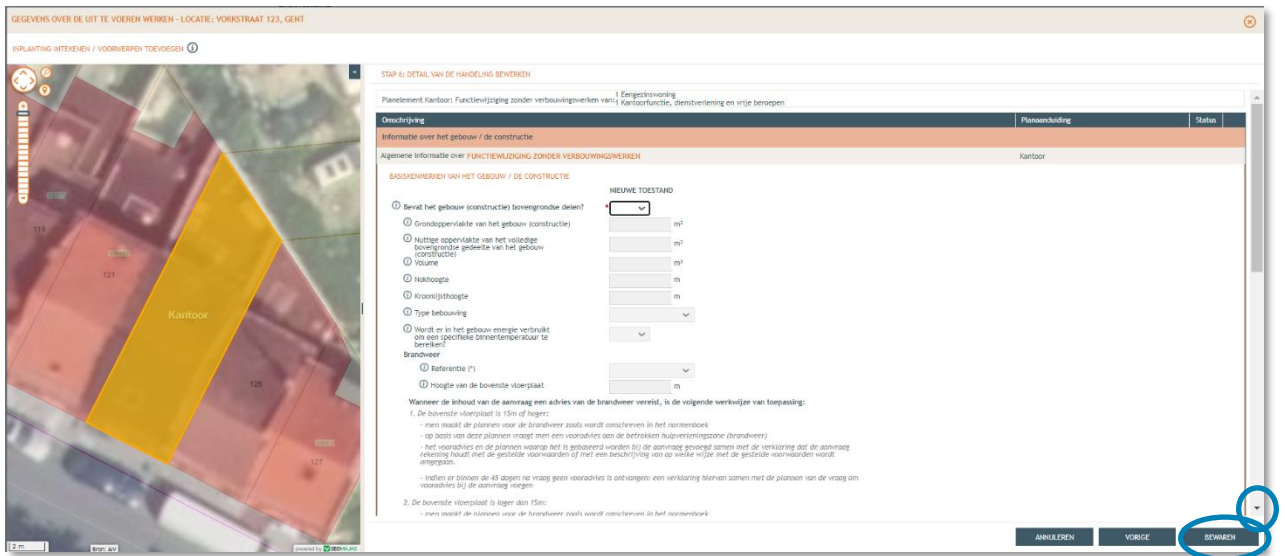 GEGEVENS OVER DE UIT TE VOEREN WERKEN - LOCATIE: VORKSTRAAT 123, GENT
INPLANTING INTEKENEN / VOORWERPEN TOEVOEGEN
STAP 6: DETAIL VAN DE HANDELING BEWERKEN
Planelement Kantoor: Functiewijziging zonder verbouwingswerken van:
1 Eengezinswoning
1 Kantoorfunctie, dienstverlening en vrije beroepen
Omschrijving Planaanduiding Status
Informatie over het gebouw / de constructie
Algemene informatie over FUNCTIEWIJZIGING ZONDER VERBOUWINGSWERKEN Kantoor
BASISKENMERKEN VAN HET GEBOUW / DE CONSTRUCTIE
NIEUWE TOESTAND
Bevat het gebouw (constructie) bovengrondse delen? *
Grondoppervlakte van het gebouw (constructie) m²
Nuttige oppervlakte van het volledige
bovengrondse gedeelte van het gebouw m²
(constructie)
Volume m³
Nokhoogte m
Kroonlijsthoogte m
Type bebouwing
Wordt er in het gebouw energie verbruikt
om een specifieke binnentemperatuur te
bereiken?
Brandweer
Referentie (*)
Hoogte van de bovenste vloerplaat m
Wanneer de inhoud van de aanvraag een advies van de brandweer vereist, is de volgende werkwijze van toepassing:
1. De bovenste vloerplaat is 15m of hoger:
- men maakt de plannen voor de brandweer zoals wordt omschreven in het normenboek
- op basis van deze plannen vraagt men een vooradvies aan de betrokken hulpverleningszone (brandweer)
- het vooradvies en de plannen waarop het is gebaseerd worden bij de aanvraag gevoegd samen met de verklaring dat de aanvraag
rekening houdt met de gestelde voorwaarden of met een beschrijving van op welke wijze met de gestelde voorwaarden wordt
omgegaan.
- Indien er binnen de 45 dagen na vraag geen vooradvies is ontvangen: een verklaring hiervan samen met de plannen van de vraag om
vooradvies bij de aanvraag voegen
2. De bovenste vloerplaat is lager dan 15m:
- men maakt de plannen voor de brandweer zoals wordt omschreven in het normenboek
ANNULEREN VORIGE BEWAREN
119
121
Kantoor
125
127
2 m
Bron: AIV
powered by GEOMAJAS